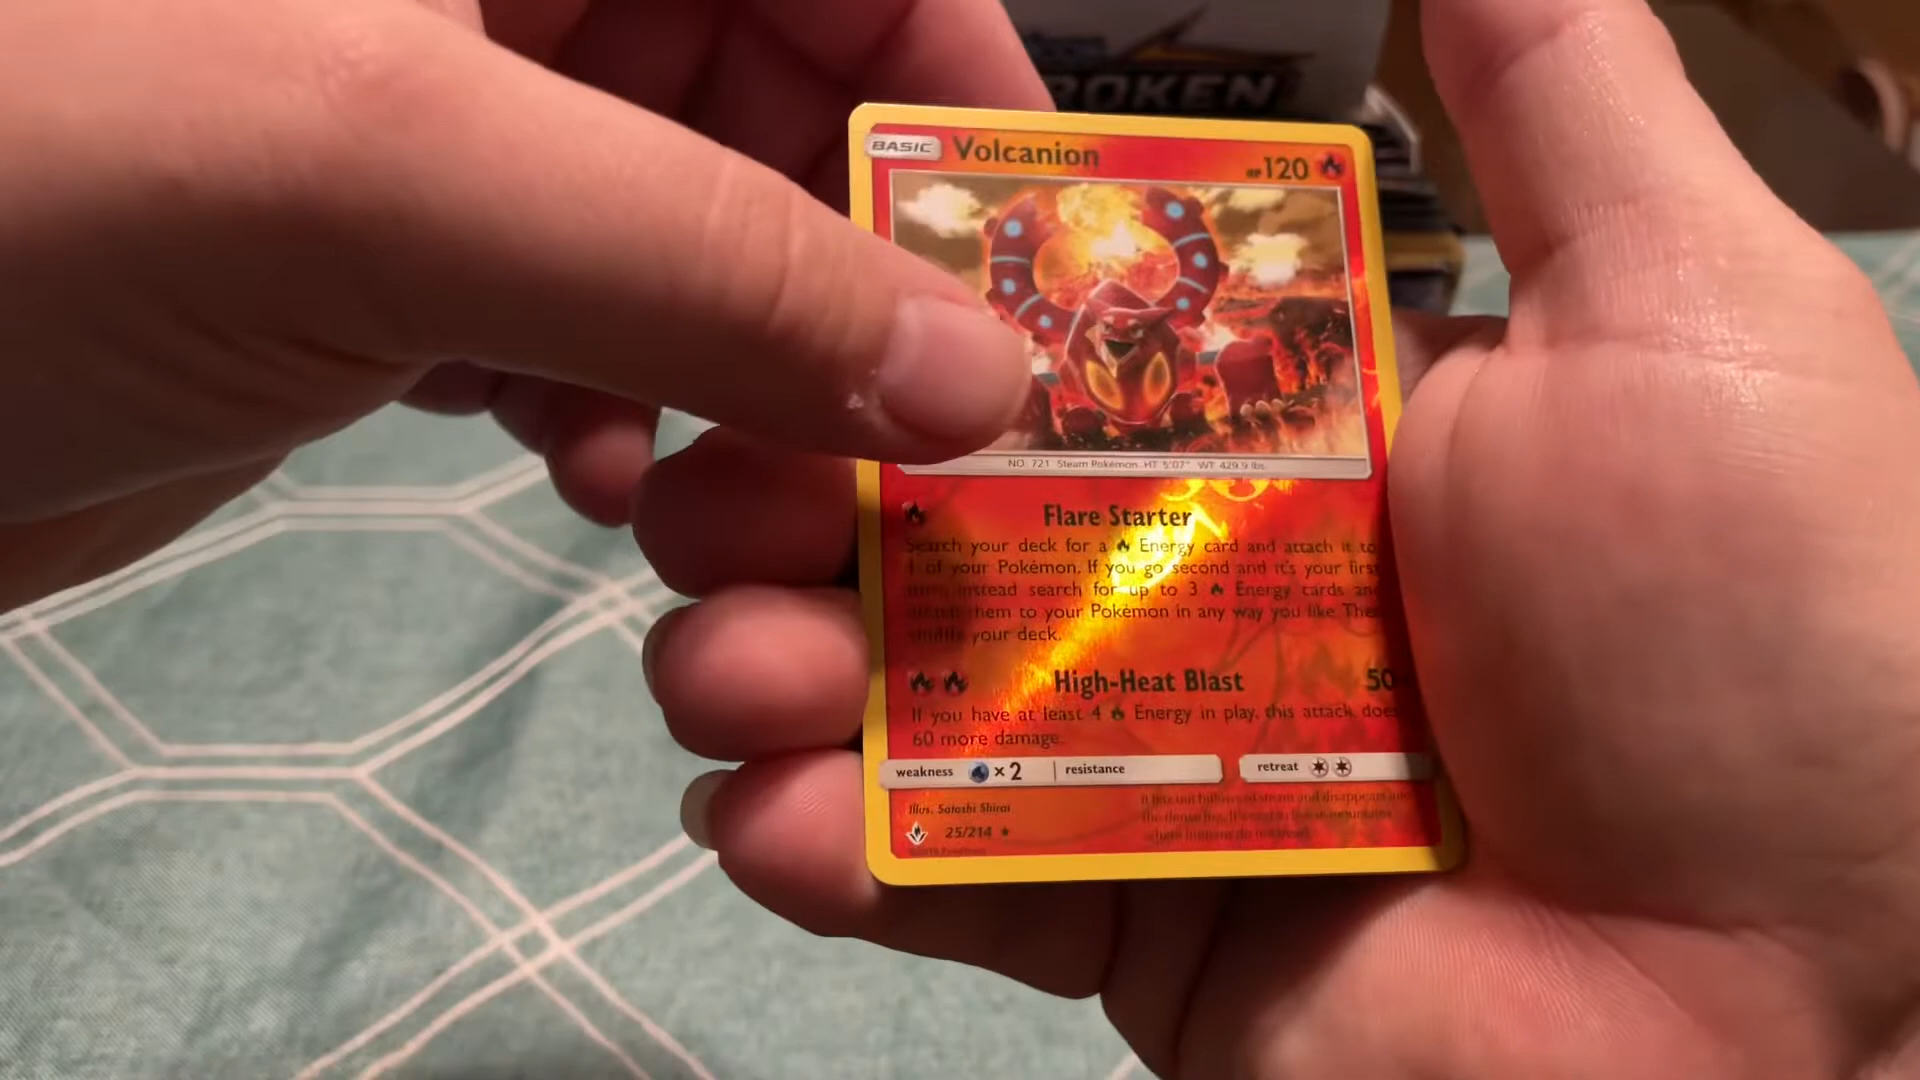 ROKEN
BASIC Volcanion HP 120
NO. 721 Steam Pokémon HT 5'07" WT 429.9 lbs.
Flare Starter
Search your deck for a Energy card and attach it to
1 of your Pokémon. If you go second and it's your first
turn, instead search for up to 3 Energy cards
attach them to your Pokémon in any way you like.
shuffle your deck.
High-Heat Blast 50
If you have at least 4 Energy in play, this attack does
60 more damage.
weakness ×2 resistance retreat
Illus. Satoshi Shirai
25/214 ★